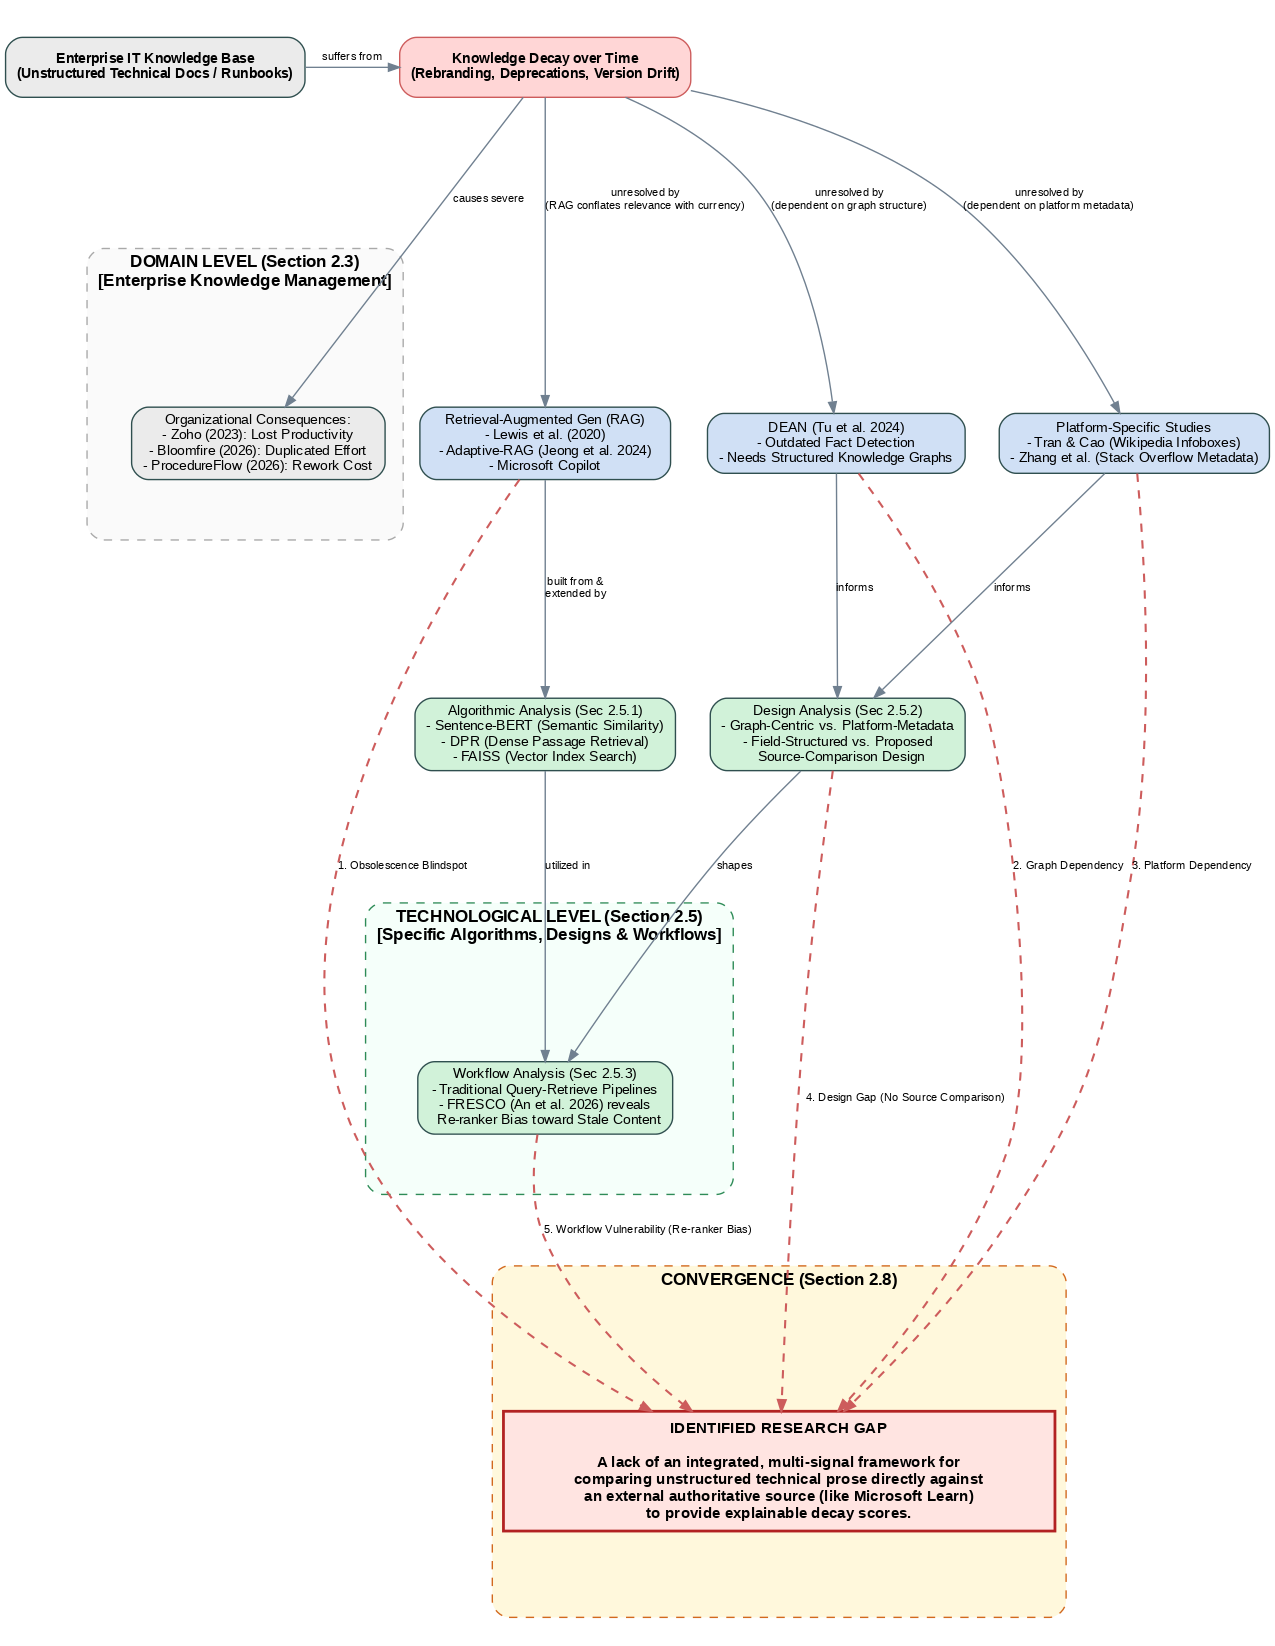 Enterprise IT Knowledge Base
(Unstructured Technical Docs / Runbooks)
suffers from
Knowledge Decay over Time
(Rebranding, Deprecations, Version Drift)
causes severe
unresolved by
(RAG conflates relevance with currency)
unresolved by
(dependent on graph structure)
unresolved by
(dependent on platform metadata)
DOMAIN LEVEL (Section 2.3)
[Enterprise Knowledge Management]
Organizational Consequences:
- Zoho (2023): Lost Productivity
- Bloomfire (2026): Duplicated Effort
- ProcedureFlow (2026): Rework Cost
Retrieval-Augmented Gen (RAG)
- Lewis et al. (2020)
- Adaptive-RAG (Jeong et al. 2024)
- Microsoft Copilot
DEAN (Tu et al. 2024)
- Outdated Fact Detection
- Needs Structured Knowledge Graphs
Platform-Specific Studies
- Tran & Cao (Wikipedia Infoboxes)
- Zhang et al. (Stack Overflow Metadata)
built from &
extended by
informs
informs
Algorithmic Analysis (Sec 2.5.1)
- Sentence-BERT (Semantic Similarity)
- DPR (Dense Passage Retrieval)
- FAISS (Vector Index Search)
Design Analysis (Sec 2.5.2)
- Graph-Centric vs. Platform-Metadata
- Field-Structured vs. Proposed
Source-Comparison Design
1. Obsolescence Blindspot
utilized in
shapes
2. Graph Dependency
3. Platform Dependency
TECHNOLOGICAL LEVEL (Section 2.5)
[Specific Algorithms, Designs & Workflows]
Workflow Analysis (Sec 2.5.3)
- Traditional Query-Retrieve Pipelines
- FRESCO (An et al. 2026) reveals
Re-ranker Bias toward Stale Content
4. Design Gap (No Source Comparison)
5. Workflow Vulnerability (Re-ranker Bias)
CONVERGENCE (Section 2.8)
IDENTIFIED RESEARCH GAP
A lack of an integrated, multi-signal framework for
comparing unstructured technical prose directly against
an external authoritative source (like Microsoft Learn)
to provide explainable decay scores.